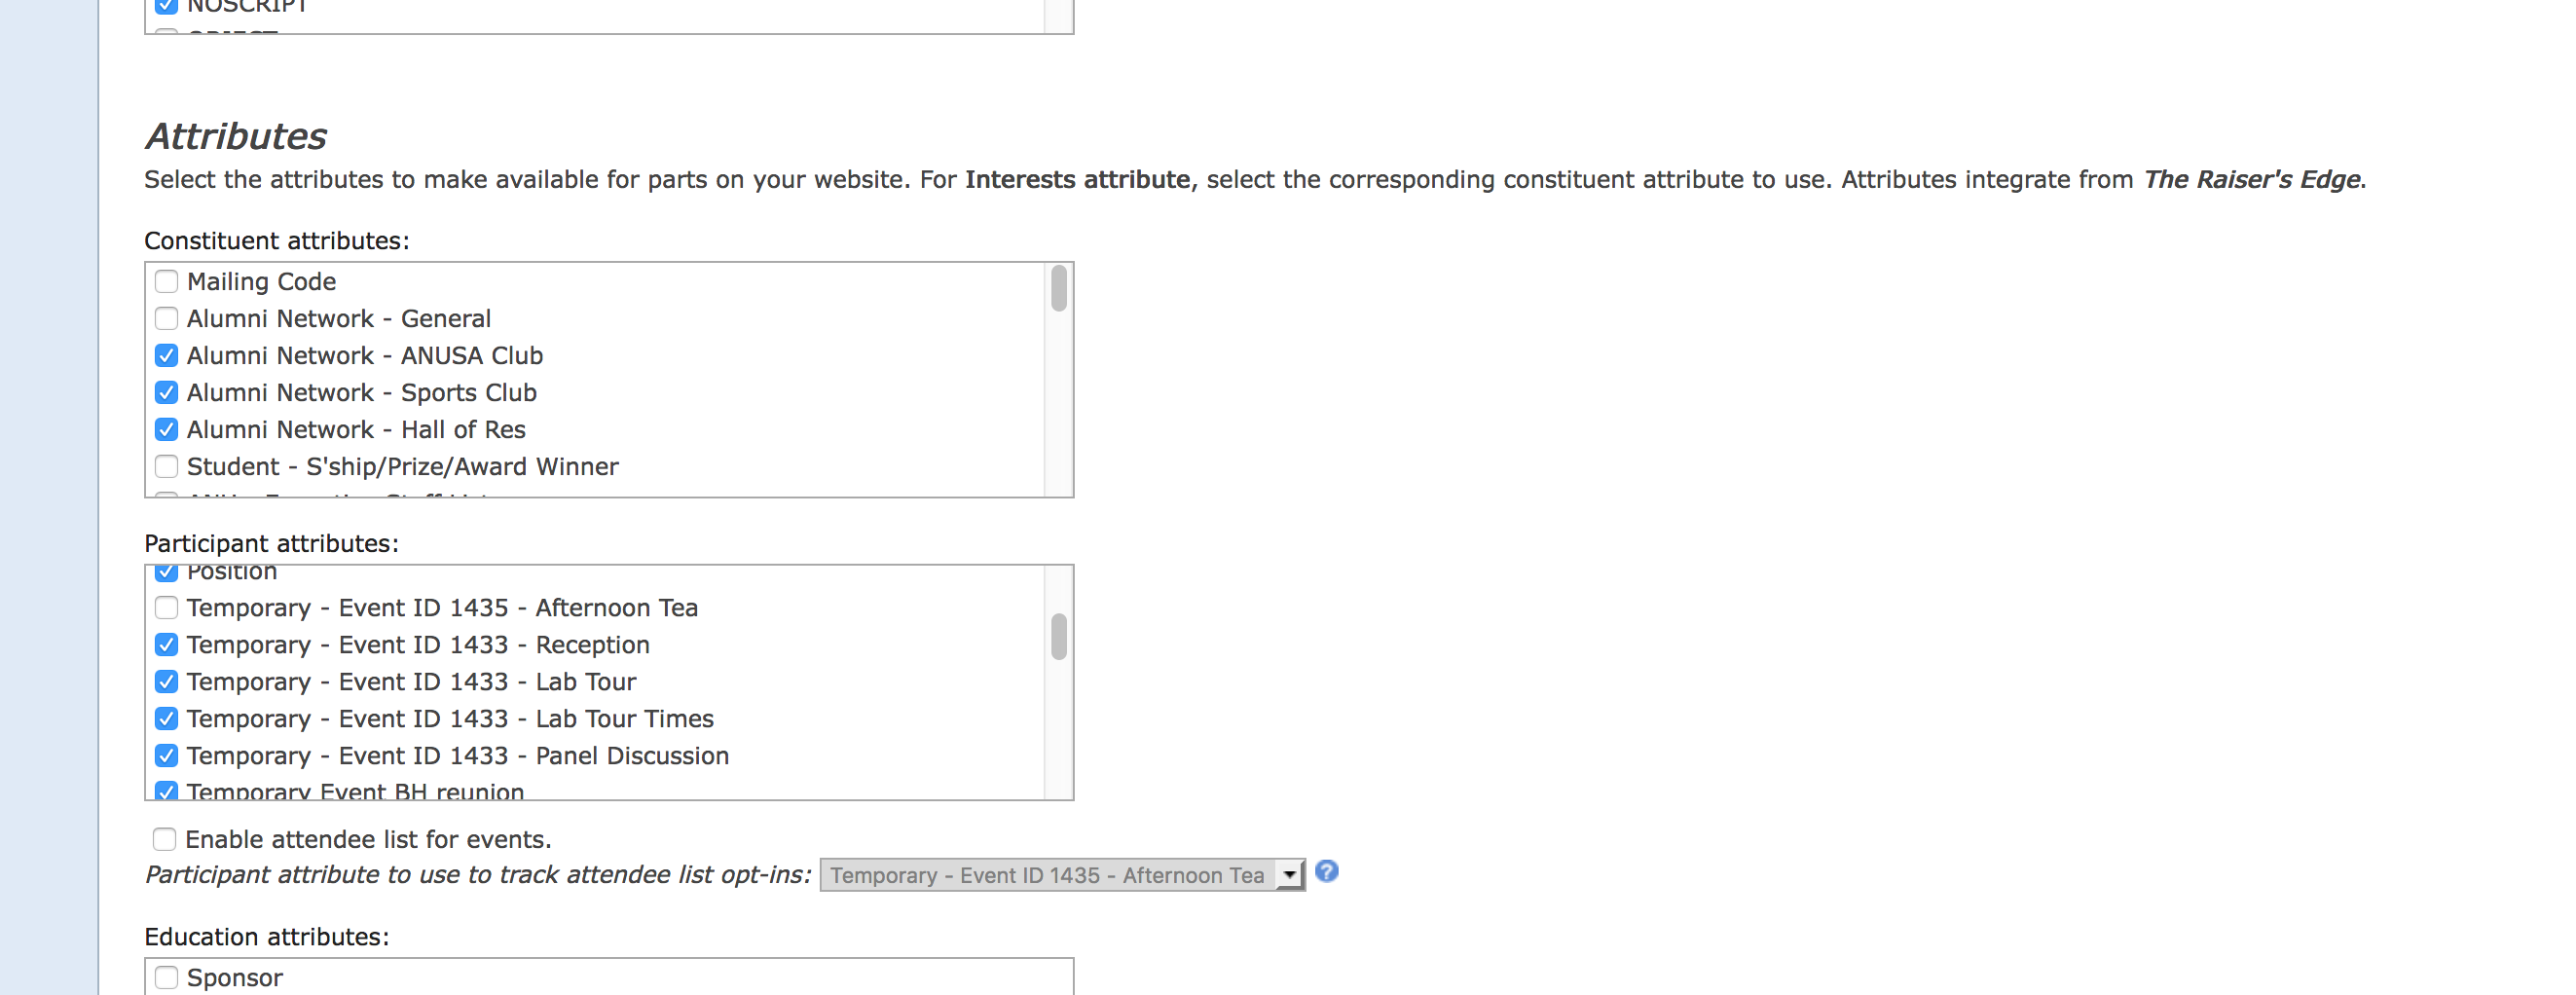 NOSCRIPT
OBJECT
Attributes
Select the attributes to make available for parts on your website. For Interests attribute, select the corresponding constituent attribute to use. Attributes integrate from The Raiser's Edge.
Constituent attributes:
Mailing Code
Alumni Network - General
Alumni Network - ANUSA Club
Alumni Network - Sports Club
Alumni Network - Hall of Res
Student - S'ship/Prize/Award Winner
Participant attributes:
Position
Temporary - Event ID 1435 - Afternoon Tea
Temporary - Event ID 1433 - Reception
Temporary - Event ID 1433 - Lab Tour
Temporary - Event ID 1433 - Lab Tour Times
Temporary - Event ID 1433 - Panel Discussion
Temporary Event BH reunion
Enable attendee list for events.
Participant attribute to use to track attendee list opt-ins: Temporary - Event ID 1435 - Afternoon Tea
Education attributes:
Sponsor